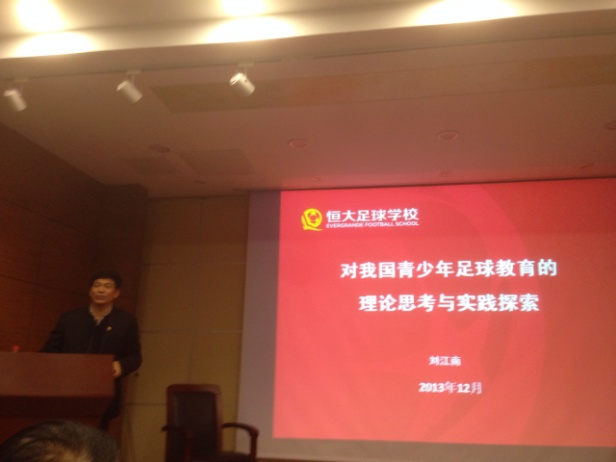 恒大足球学校
EVERGRANDE FOOTBALL SCHOOL
对我国青少年足球教育的
理论思考与实践探索
刘江南
2013年12月